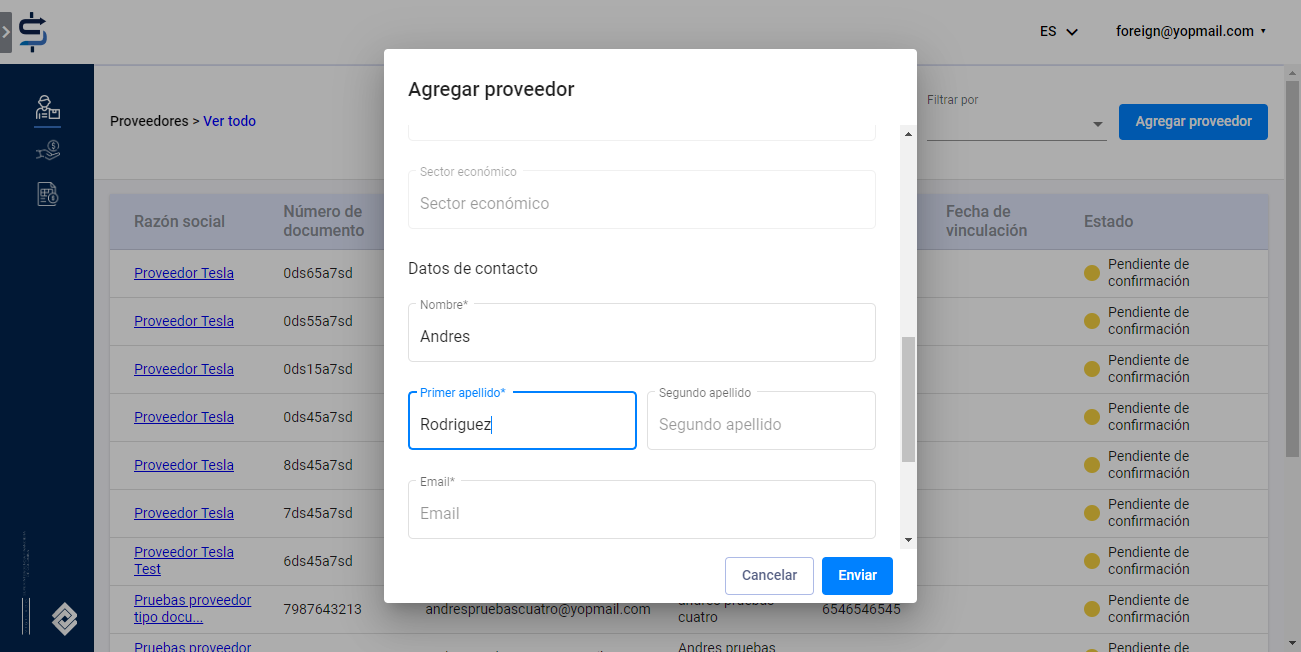 ES
foreign@yopmail.com
Agregar proveedor
Proveedores > Ver todo
Filtrar por
Agregar proveedor
Sector económico
Sector económico
Datos de contacto
Nombre*
Andres
Primer apellido*
Rodriguez
Segundo apellido
Segundo apellido
Email*
Email
Cancelar
Enviar
Razón social
Número de
documento
Fecha de
vinculación
Estado
Proveedor Tesla
0ds65a7sd
Pendiente de
confirmación
Proveedor Tesla
0ds55a7sd
Pendiente de
confirmación
Proveedor Tesla
0ds15a7sd
Pendiente de
confirmación
Proveedor Tesla
0ds45a7sd
Pendiente de
confirmación
Proveedor Tesla
8ds45a7sd
Pendiente de
confirmación
Proveedor Tesla
7ds45a7sd
Pendiente de
confirmación
Proveedor Tesla
Test
6ds45a7sd
Pendiente de
confirmación
Pruebas proveedor
tipo docu...
7987643213
andrespruebascuatro@yopmail.com
andres pruebas
cuatro
6546546545
Pendiente de
confirmación
Pruebas proveedor
Andres pruebas
Pendiente de